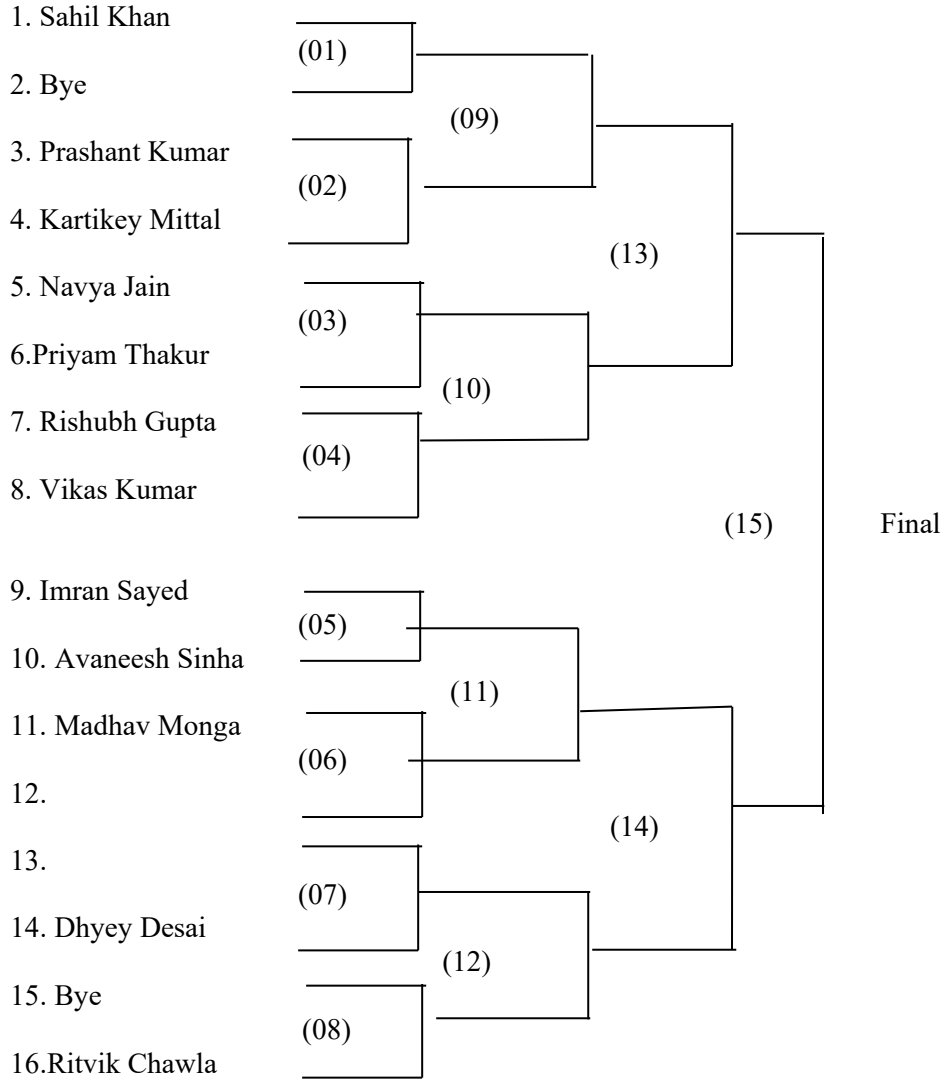 1. Sahil Khan
(01)
2. Bye
(09)
3. Prashant Kumar
(02)
4. Kartikey Mittal
(13)
5. Navya Jain
(03)
6.Priyam Thakur
(10)
7. Rishubh Gupta
(04)
8. Vikas Kumar
(15) Final
9. Imran Sayed
(05)
10. Avaneesh Sinha
(11)
11. Madhav Monga
(06)
12.
(14)
13.
(07)
14. Dhyey Desai
(12)
15. Bye
(08)
16.Ritvik Chawla